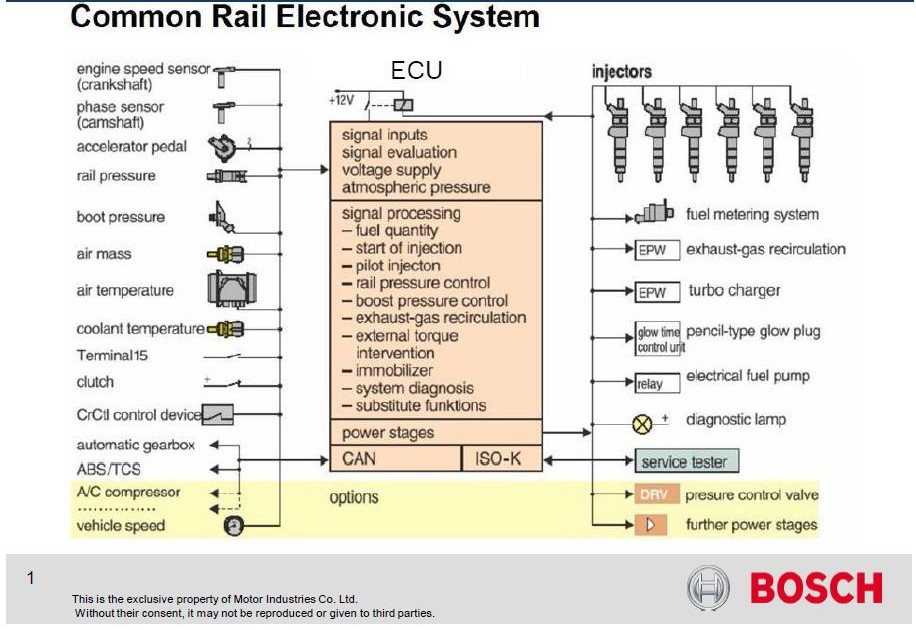 Common Rail Electronic System
engine speed sensor
(crankshaft)
phase sensor
(camshaft)
accelerator pedal
rail pressure
boot pressure
air mass
air temperature
coolant temperature
Terminal15
clutch
+
CrCtl control device
automatic gearbox
ABS/TCS
A/C compressor
...............
vehicle speed
ECU
+12V
signal inputs
signal evaluation
voltage supply
atmospheric pressure
signal processing
– fuel quantity
– start of injection
– pilot injecton
– rail pressure control
– boost pressure control
– exhaust-gas recirculation
– external torque
intervention
– immobilizer
– system diagnosis
– substitute funktions
power stages
CAN
ISO-K
options
injectors
fuel metering system
EPW exhaust-gas recirculation
EPW turbo charger
glow time pencil-type glow plug
control unit
relay electrical fuel pump
+ diagnostic lamp
service tester
DRV presure control valve
further power stages
1
This is the exclusive property of Motor Industries Co. Ltd.
Without their consent, it may not be reproduced or given to third parties.
BOSCH